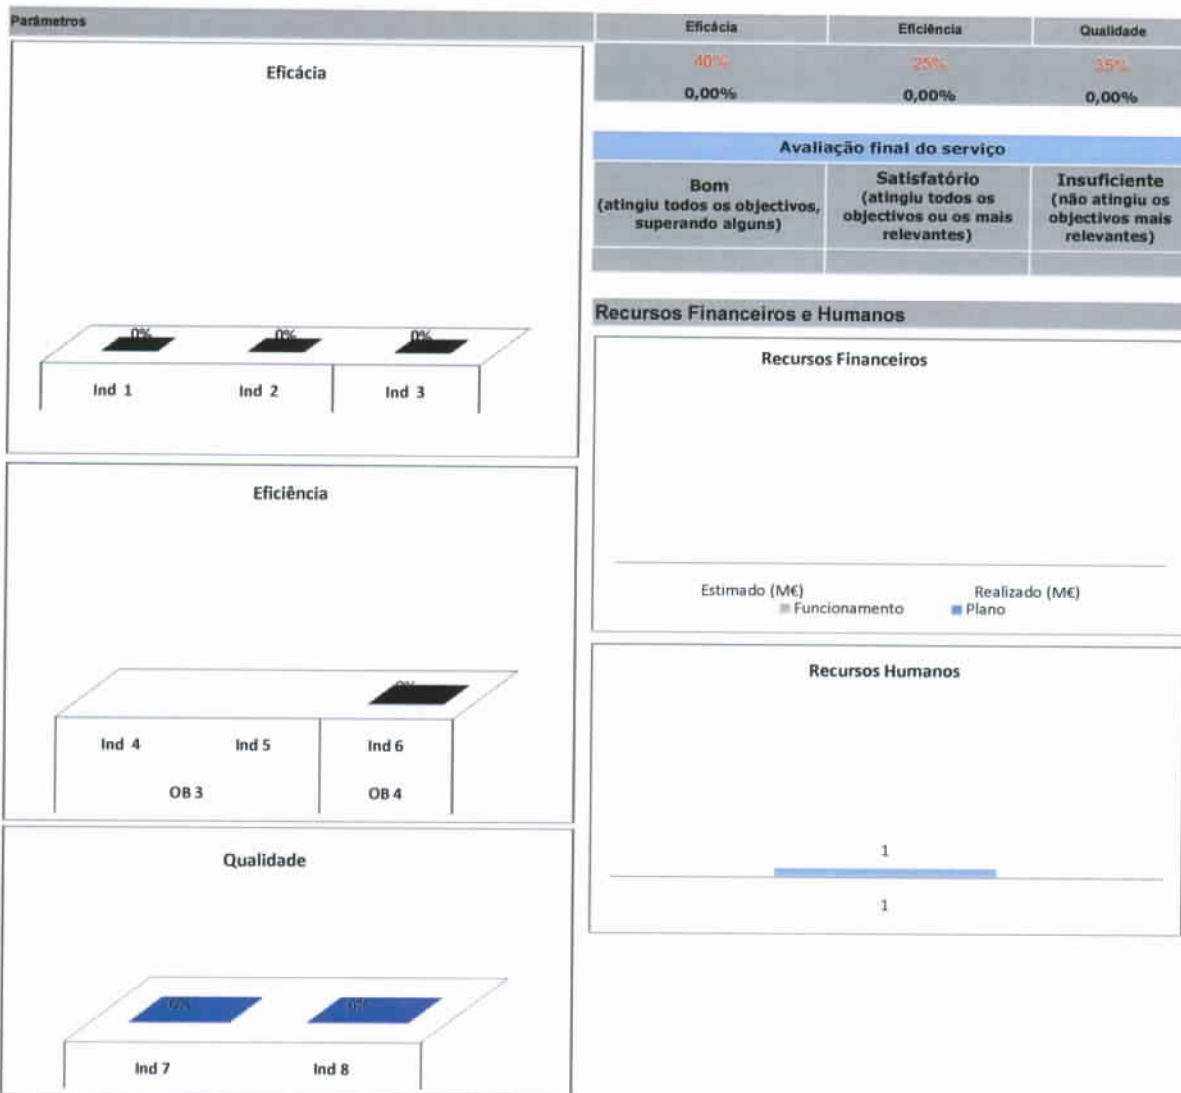 Parâmetros
Eficácia
0%
0%
0%
Ind 1
Ind 2
Ind 3
Eficiência
0%
Ind 4
Ind 5
Ind 6
OB 3
OB 4
Qualidade
0%
0%
Ind 7
Ind 8
Eficácia
Eficiência
Qualidade
40%
25%
35%
0,00%
0,00%
0,00%
Avaliação final do serviço
Bom
(atingiu todos os objectivos,
superando alguns)
Satisfatório
(atingiu todos os
objectivos ou os mais
relevantes)
Insuficiente
(não atingiu os
objectivos mais
relevantes)
Recursos Financeiros e Humanos
Recursos Financeiros
Estimado (M€)
Realizado (M€)
Funcionamento
Plano
Recursos Humanos
1
1